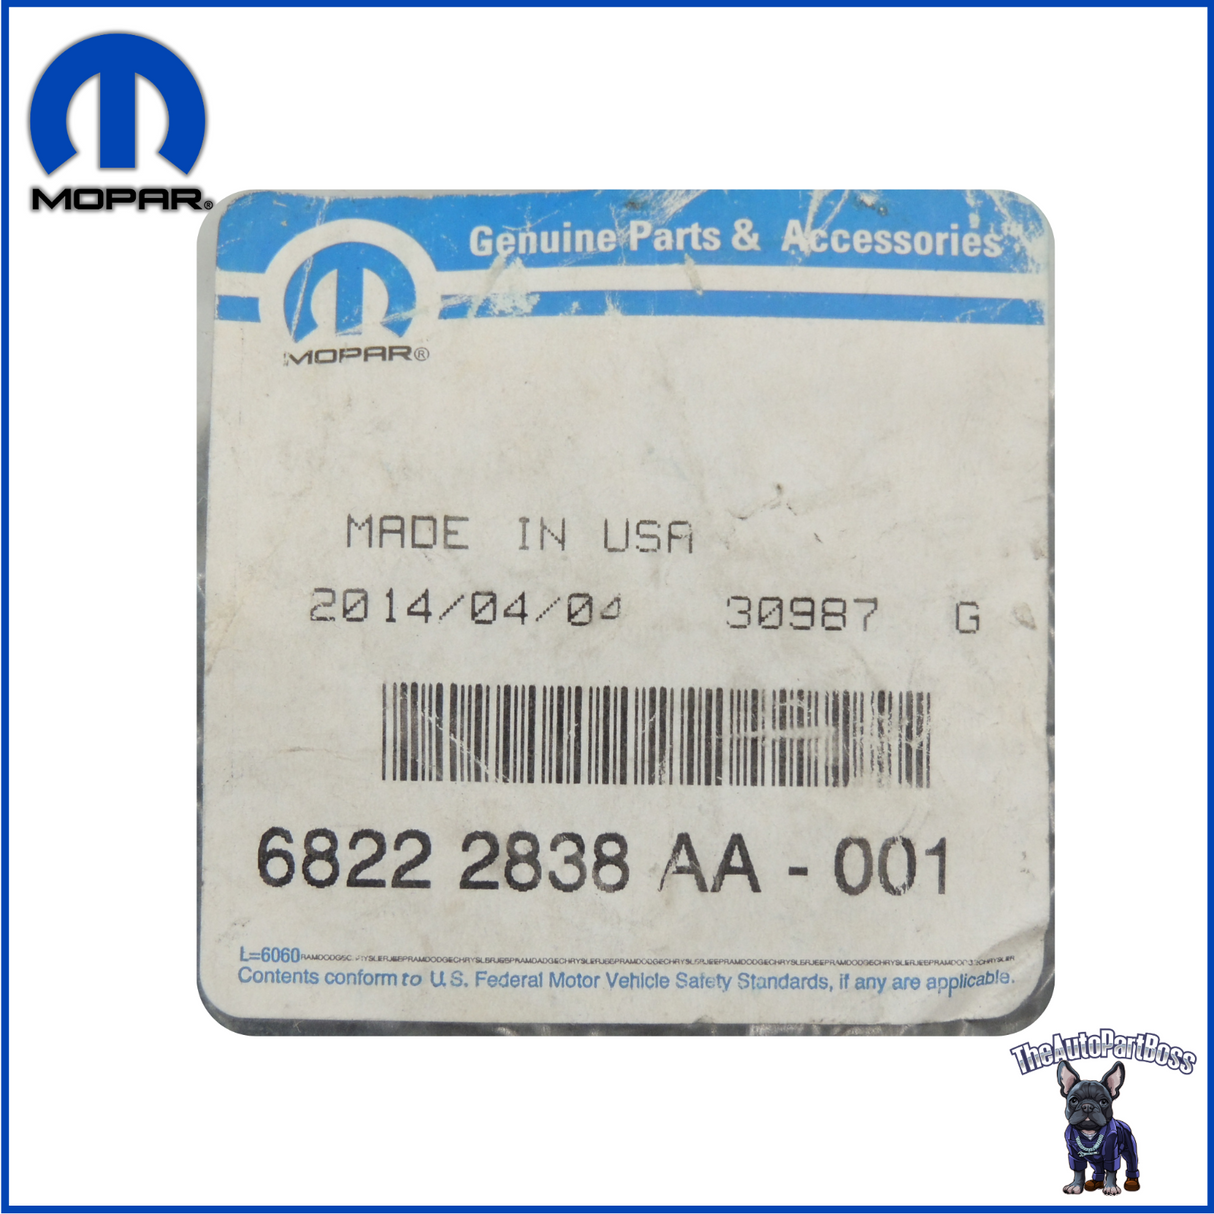 MOPAR®
Genuine Parts & Accessories
MOPAR®
MADE IN USA
2014/04/04 30987 G
6822 2838 AA - 001
L=6060
Contents conform to U.S. Federal Motor Vehicle Safety Standards, if any are applicable.
TheAutoPartBoss